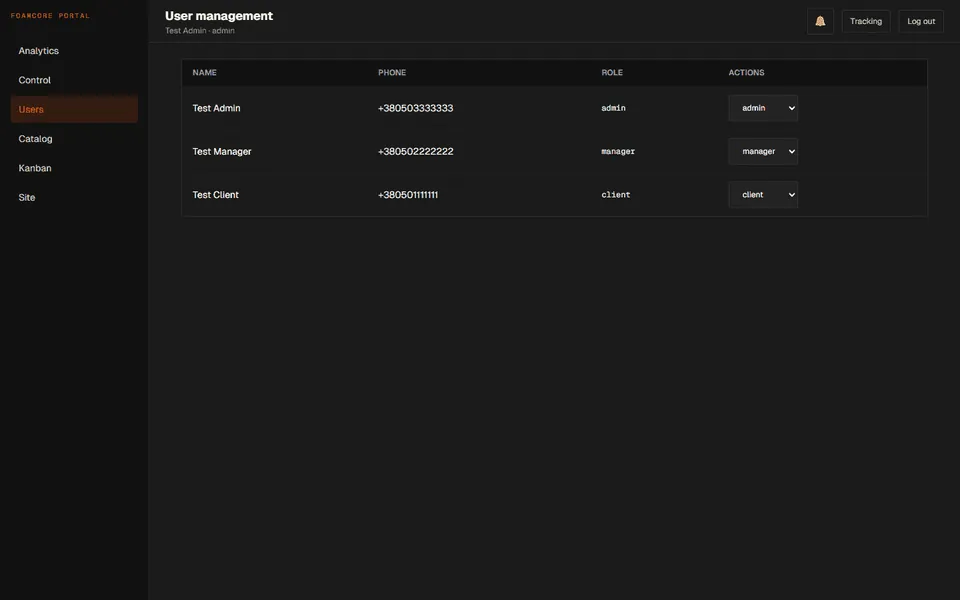 FOAMCORE PORTAL
Analytics
Control
Users
Catalog
Kanban
Site
User management
Test Admin · admin
Tracking
Log out
NAME PHONE ROLE ACTIONS
Test Admin +380503333333 admin admin
Test Manager +380502222222 manager manager
Test Client +380501111111 client client